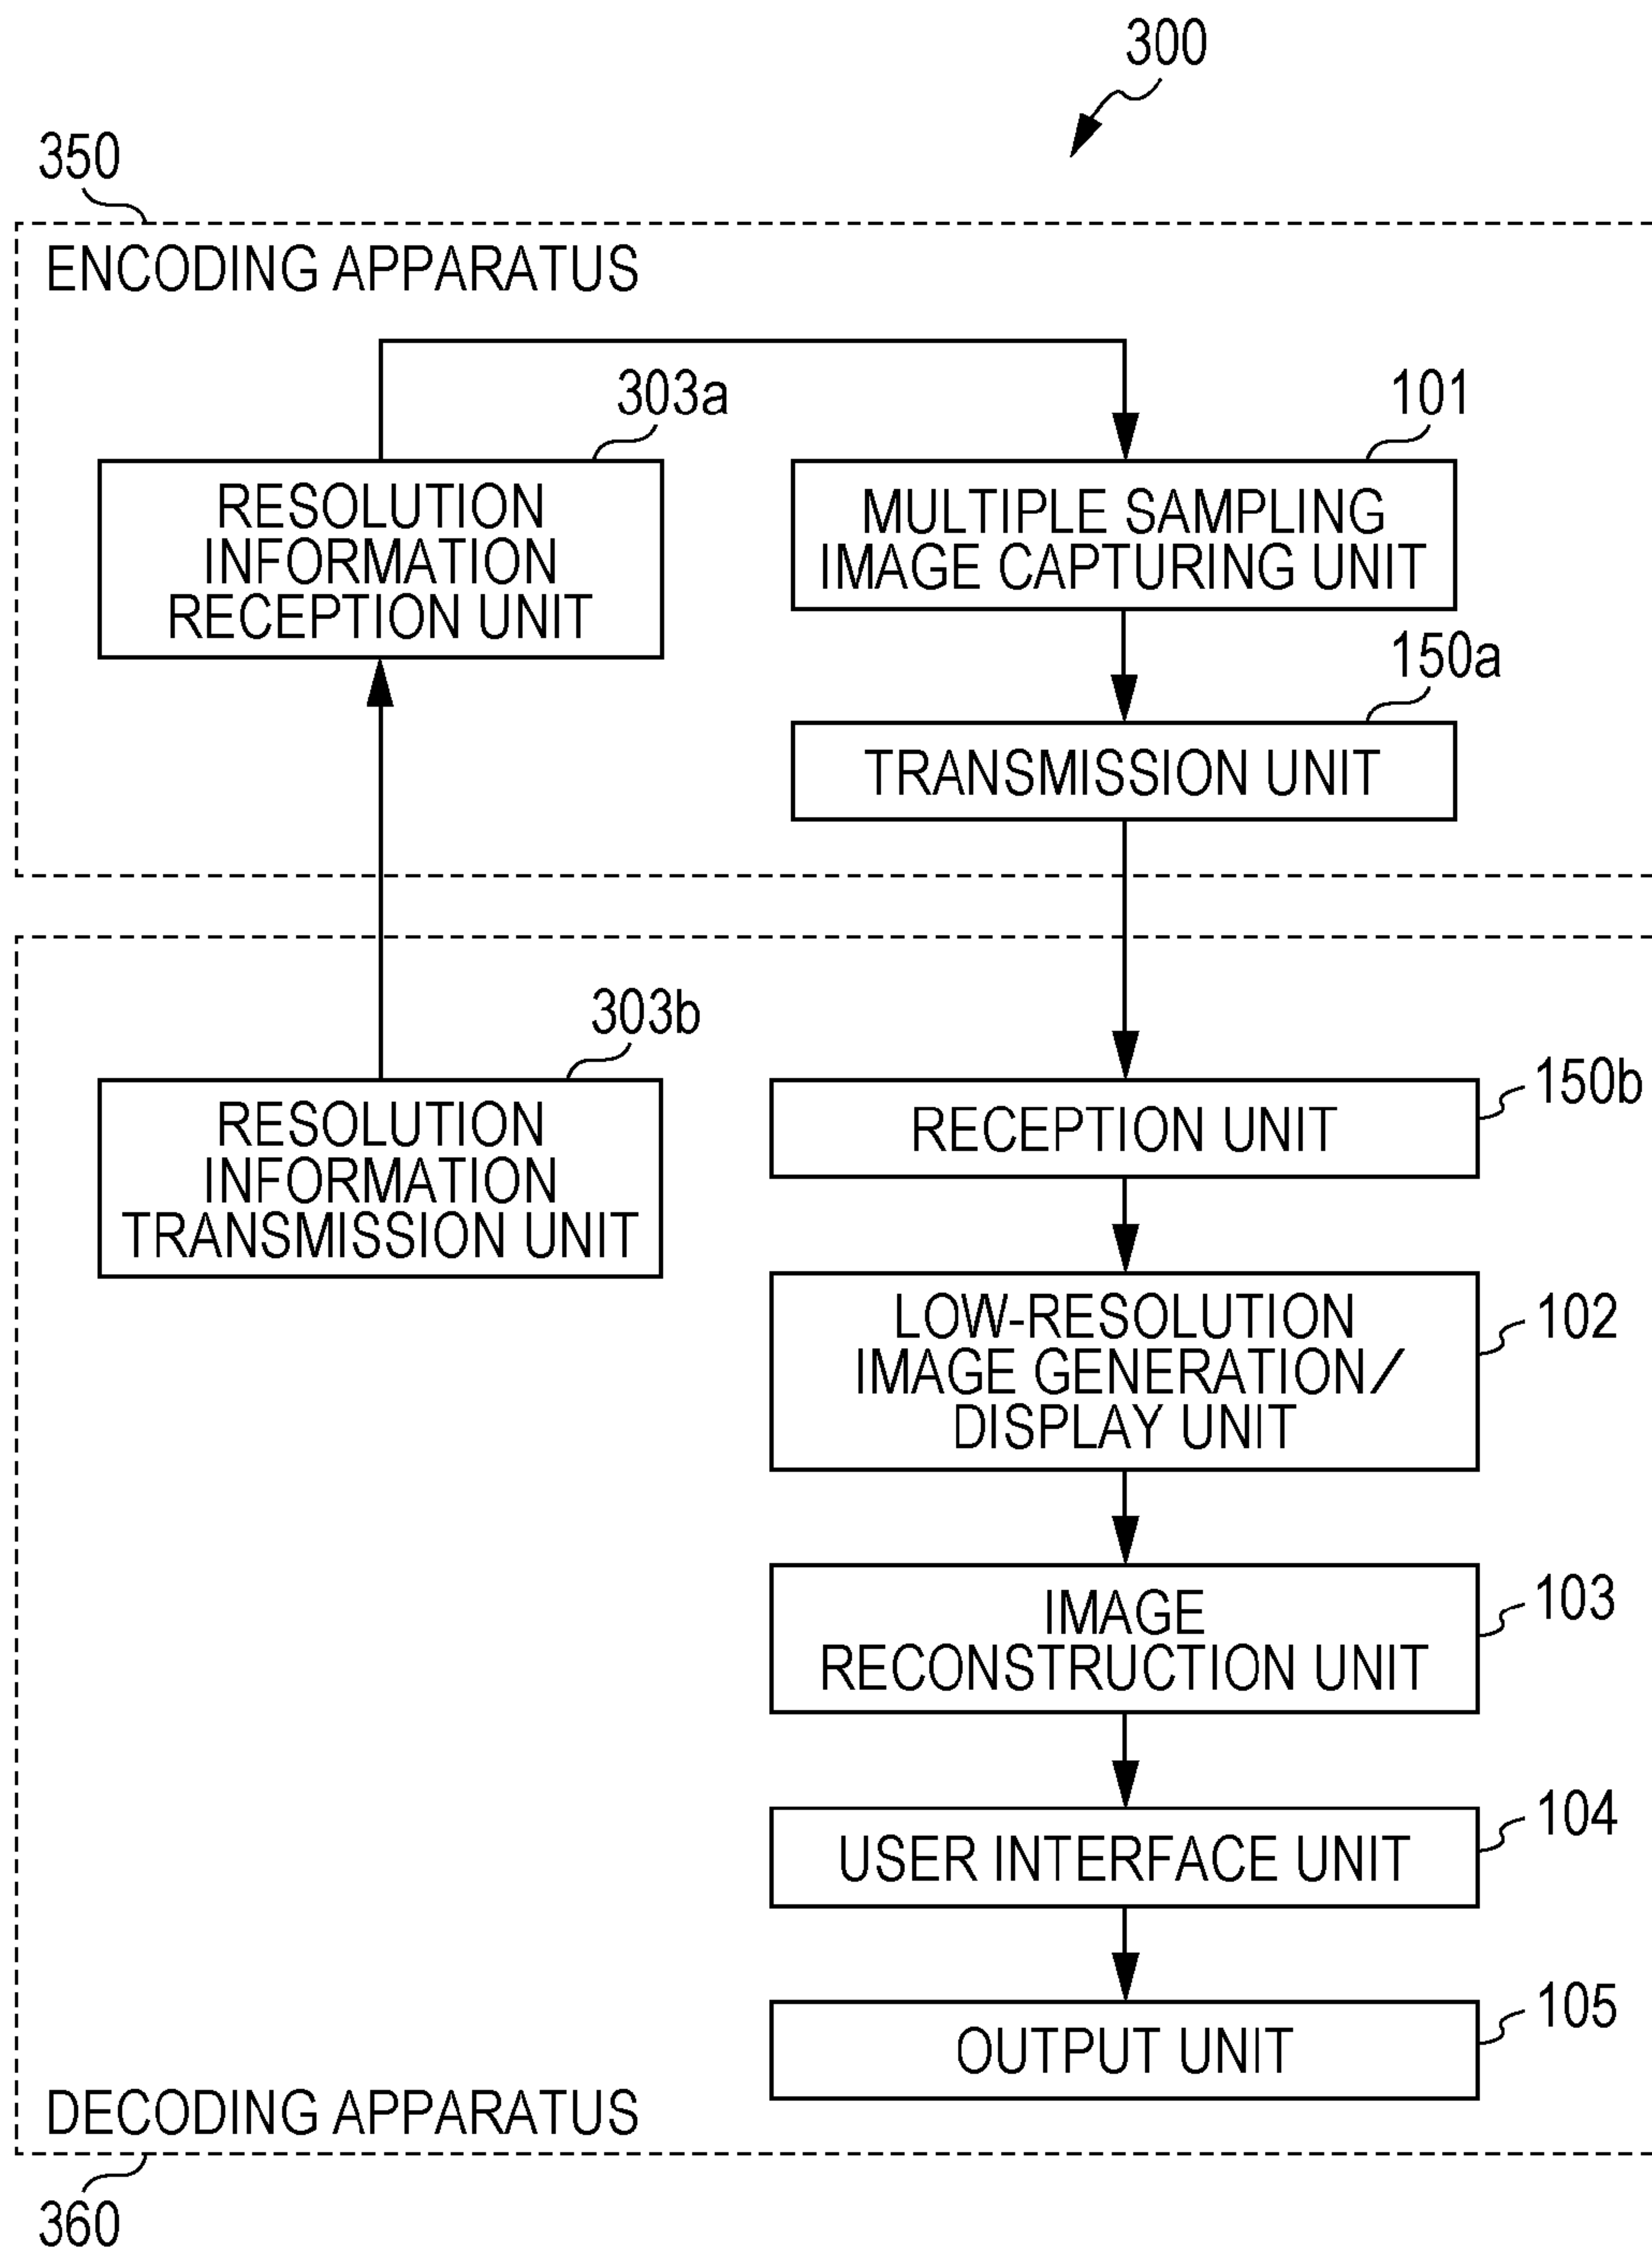 300
350
ENCODING APPARATUS
303a
RESOLUTION
INFORMATION
RECEPTION UNIT
101
MULTIPLE SAMPLING
IMAGE CAPTURING UNIT
150a
TRANSMISSION UNIT
303b
RESOLUTION
INFORMATION
TRANSMISSION UNIT
150b
RECEPTION UNIT
102
LOW-RESOLUTION
IMAGE GENERATION/
DISPLAY UNIT
103
IMAGE
RECONSTRUCTION UNIT
104
USER INTERFACE UNIT
105
OUTPUT UNIT
DECODING APPARATUS
360